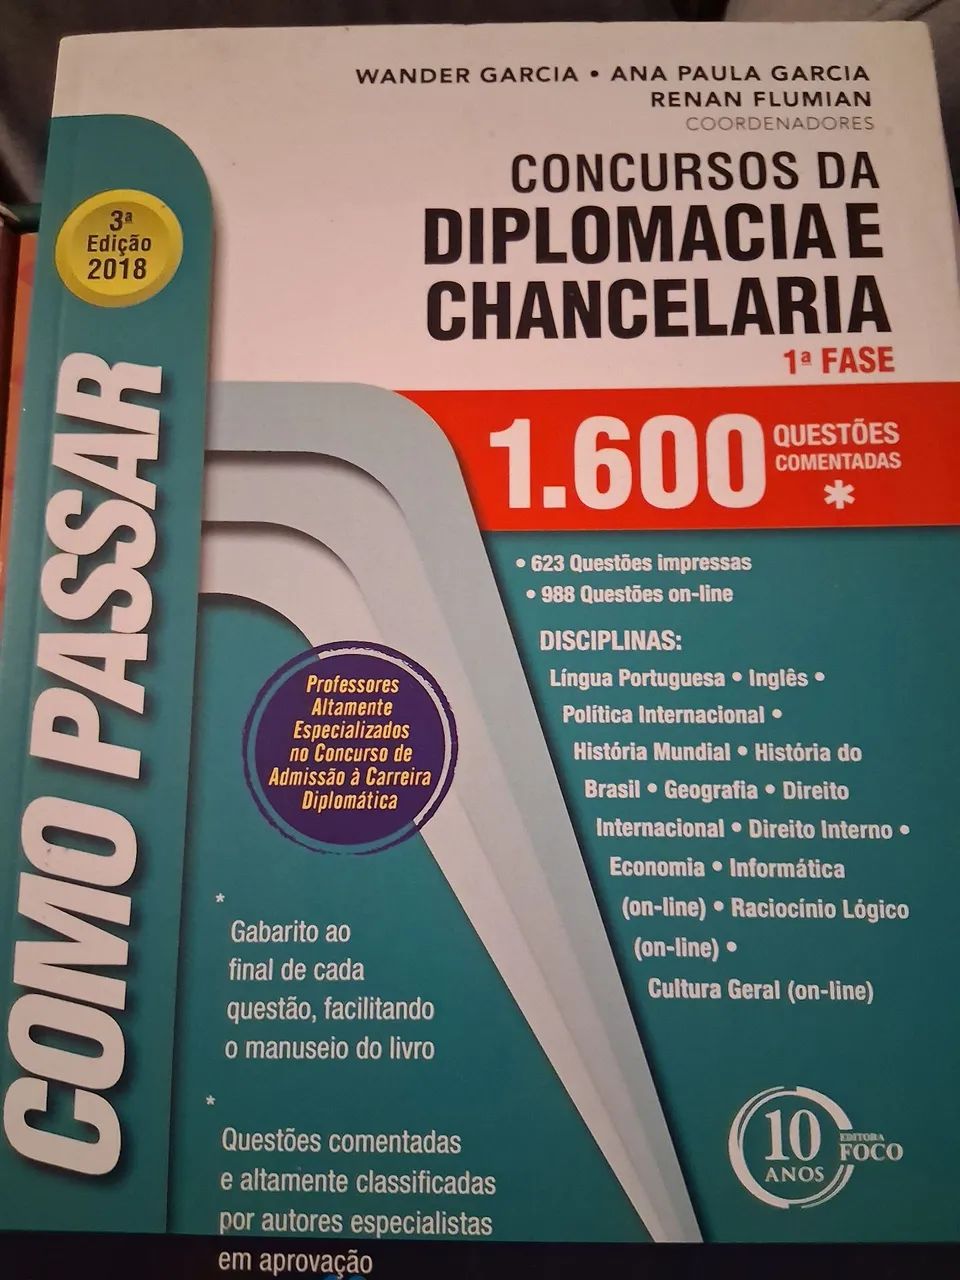 WANDER GARCIA • ANA PAULA GARCIA
RENAN FLUMIAN
COORDENADORES
CONCURSOS DA
DIPLOMACIA E
CHANCELARIA
1ª FASE
3ª
Edição
2018
COMO PASSAR
1.600 QUESTÕES
COMENTADAS
*
• 623 Questões impressas
• 988 Questões on-line
DISCIPLINAS:
Língua Portuguesa • Inglês •
Política Internacional •
História Mundial • História do
Brasil • Geografia • Direito
Internacional • Direito Interno •
Economia • Informática
(on-line) • Raciocínio Lógico
(on-line) •
Cultura Geral (on-line)
Professores
Altamente
Especializados
no Concurso de
Admissão à Carreira
Diplomática
*
Gabarito ao
final de cada
questão, facilitando
o manuseio do livro
*
Questões comentadas
e altamente classificadas
por autores especialistas
em aprovação
10
ANOS
EDITORA
FOCO